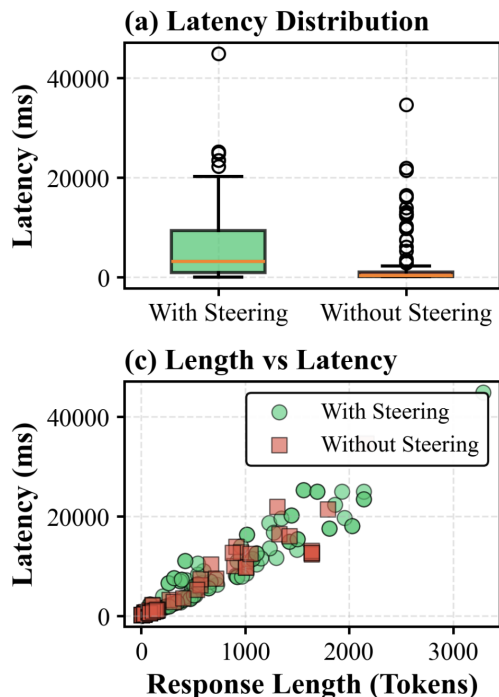 (a) Latency Distribution
Latency (ms)
40000
20000
0
With Steering
Without Steering
(c) Length vs Latency
Latency (ms)
40000
20000
0
With Steering
Without Steering
0
1000
2000
3000
Response Length (Tokens)